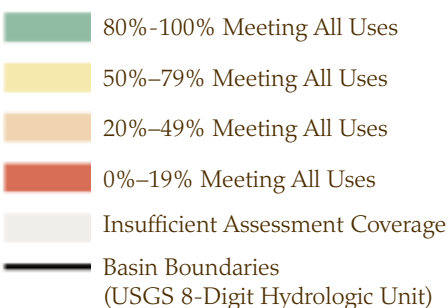 80%-100% Meeting All Uses
50%–79% Meeting All Uses
20%–49% Meeting All Uses
0%–19% Meeting All Uses
Insufficient Assessment Coverage
Basin Boundaries
(USGS 8-Digit Hydrologic Unit)